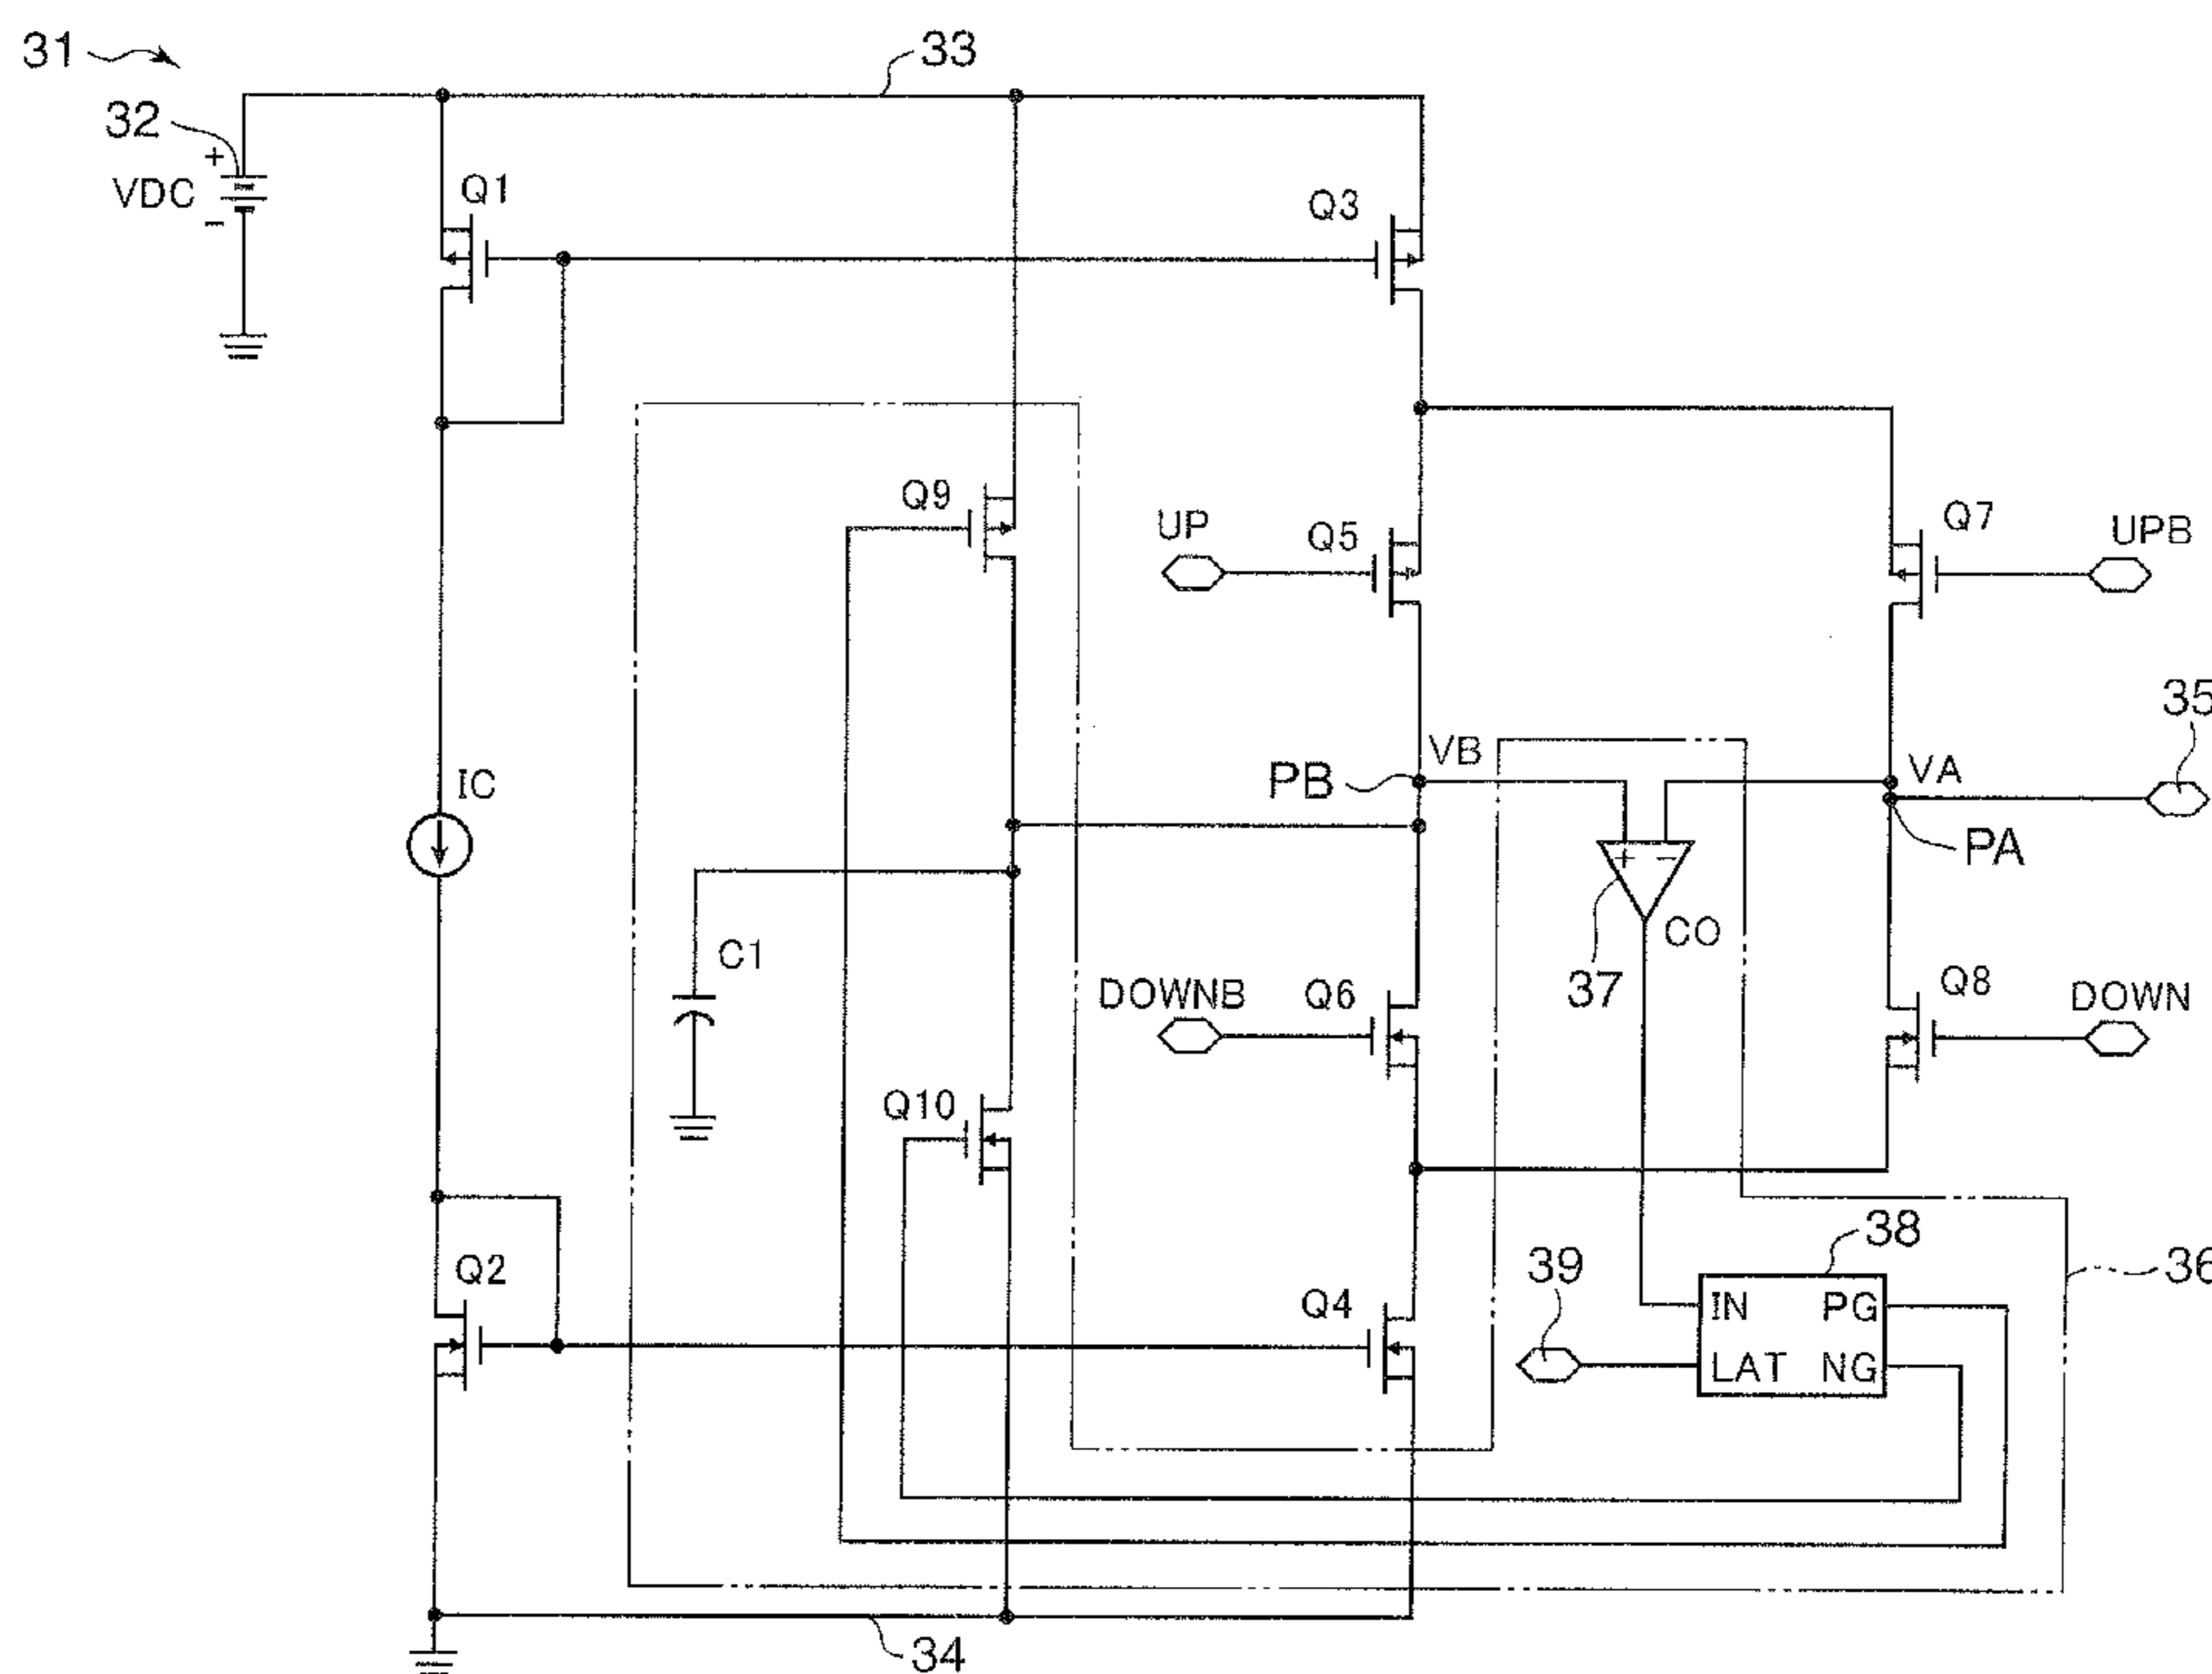 31
33
32
+
VDC
−
Q1
Q3
Q9
UP
Q5
Q7
UPB
35
IC
PB
VB
VA
+ −
PA
CO
C1
37
DOWNB
Q6
Q8
DOWN
Q10
38
39
36
Q2
Q4
IN PG
LAT NG
34